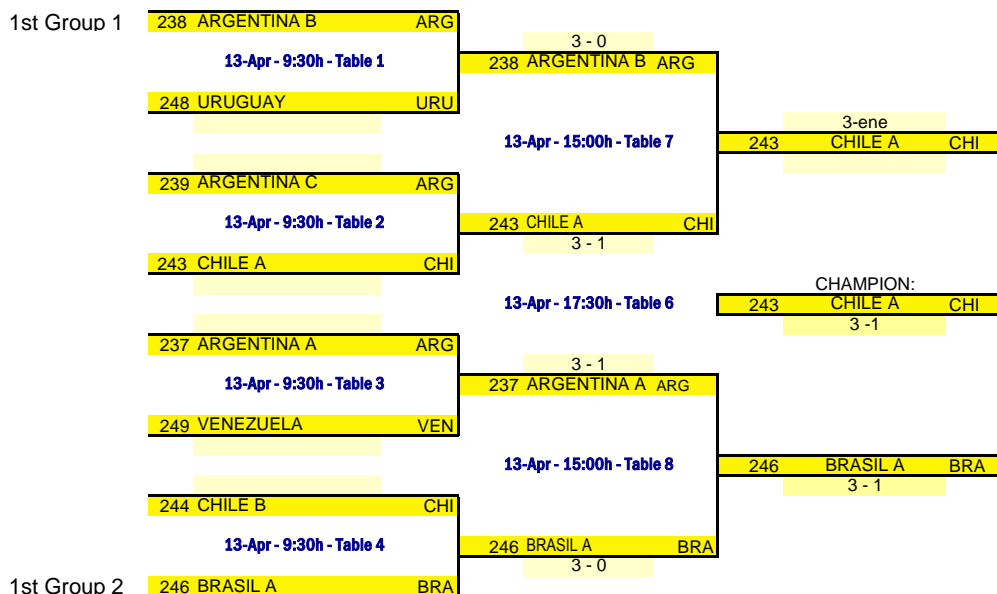 1st Group 1
238 ARGENTINA B ARG
13-Apr - 9:30h - Table 1
248 URUGUAY URU
239 ARGENTINA C ARG
13-Apr - 9:30h - Table 2
243 CHILE A CHI
237 ARGENTINA A ARG
13-Apr - 9:30h - Table 3
249 VENEZUELA VEN
244 CHILE B CHI
13-Apr - 9:30h - Table 4
1st Group 2
246 BRASIL A BRA
3 - 0
238 ARGENTINA B ARG
13-Apr - 15:00h - Table 7
243 CHILE A CHI
3 - 1
13-Apr - 17:30h - Table 6
3 - 1
237 ARGENTINA A ARG
13-Apr - 15:00h - Table 8
246 BRASIL A BRA
3 - 0
3-ene
243 CHILE A CHI
CHAMPION:
243 CHILE A CHI
3 -1
246 BRASIL A BRA
3 - 1